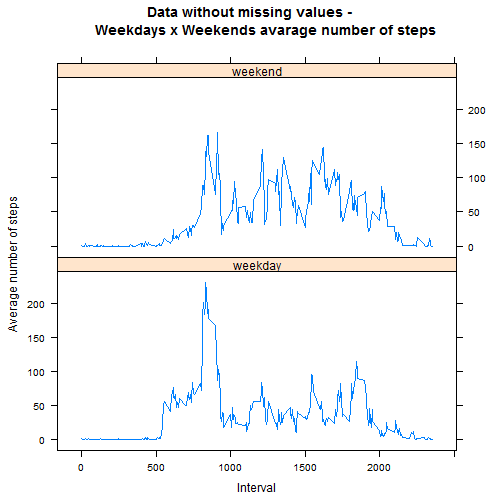 Data without missing values -
Weekdays x Weekends avarage number of steps
weekend
200
150
100
50
0
weekday
200
150
100
50
0
0
500
1000
1500
2000
Interval
Average number of steps